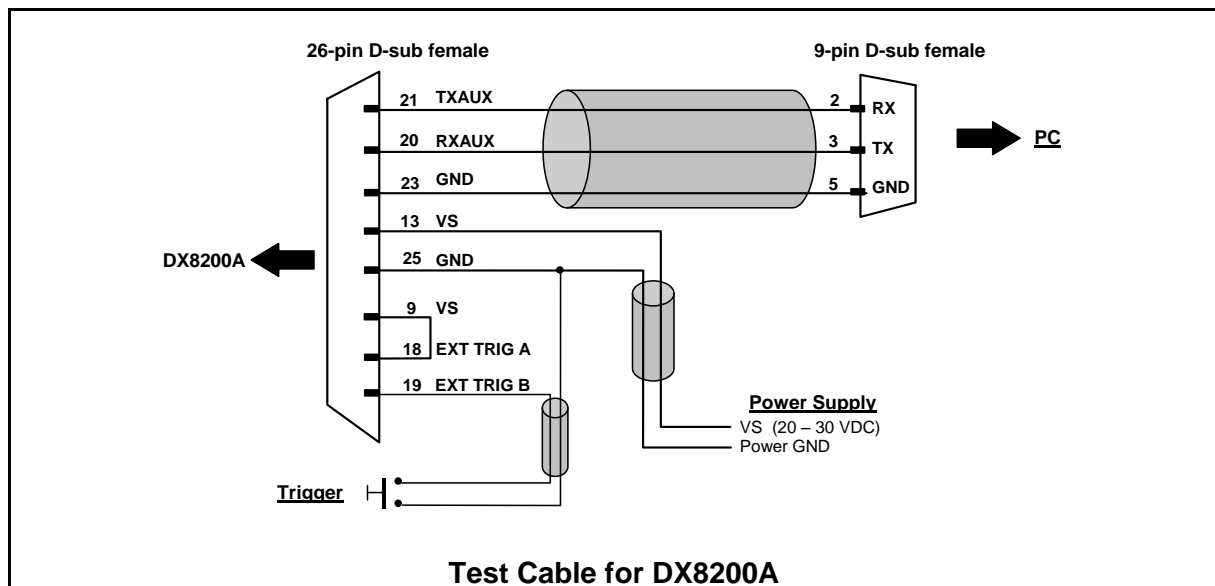 26-pin D-sub female
9-pin D-sub female
21 TXAUX
2 RX
20 RXAUX
3 TX
PC
23 GND
5 GND
13 VS
DX8200A
25 GND
9 VS
18 EXT TRIG A
19 EXT TRIG B
Power Supply
VS (20 – 30 VDC)
Power GND
Trigger
Test Cable for DX8200A